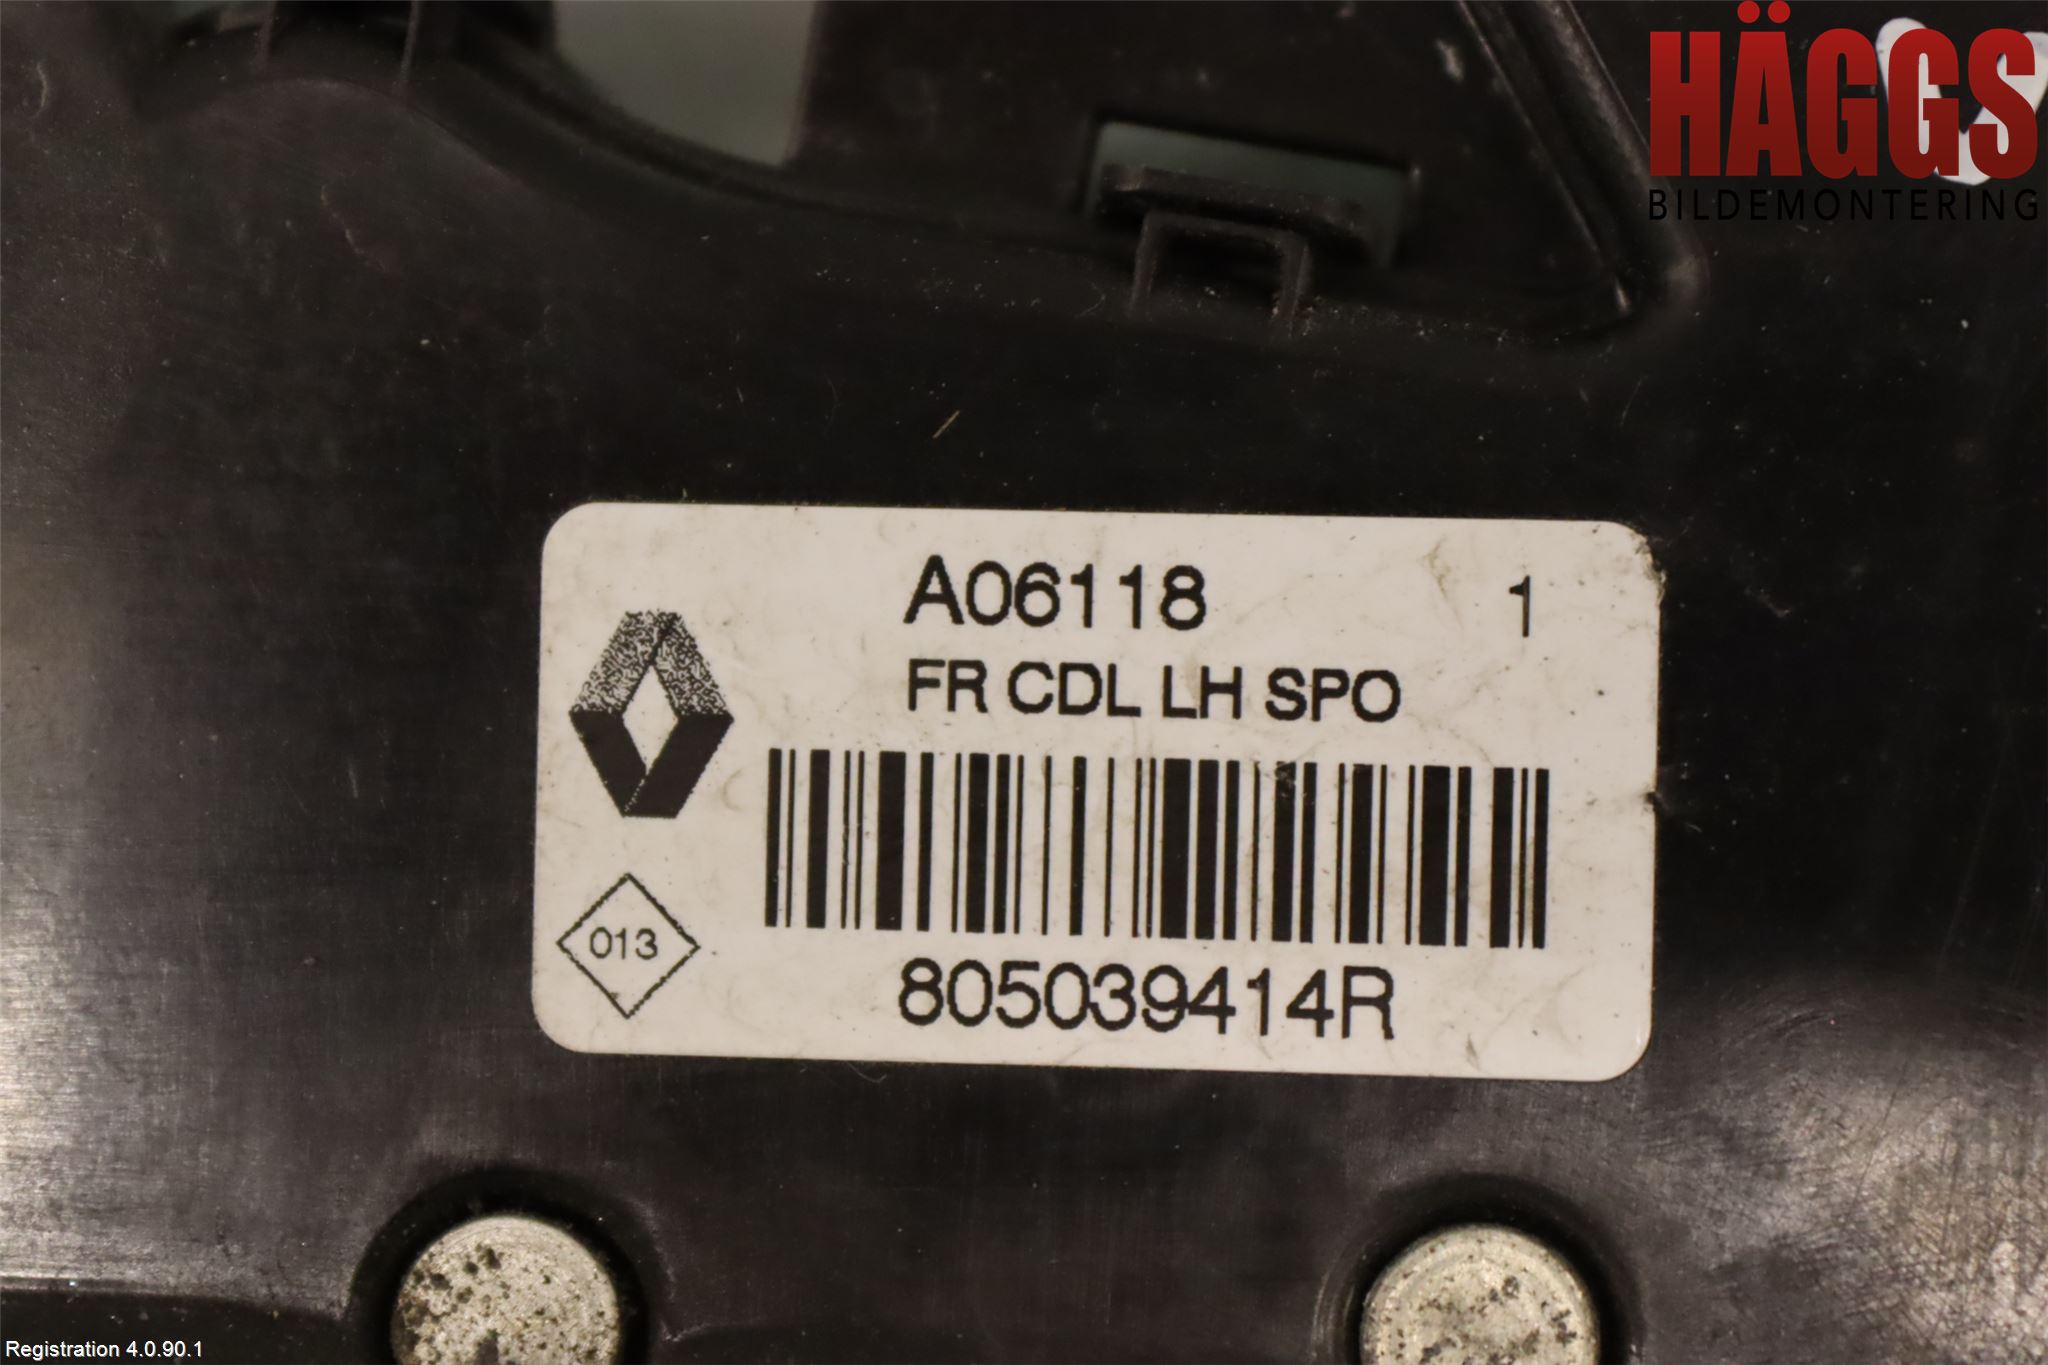 HÄGGS
BILDEMONTERING
A06118 1
FR CDL LH SPO
013
805039414R
Registration 4.0.90.1